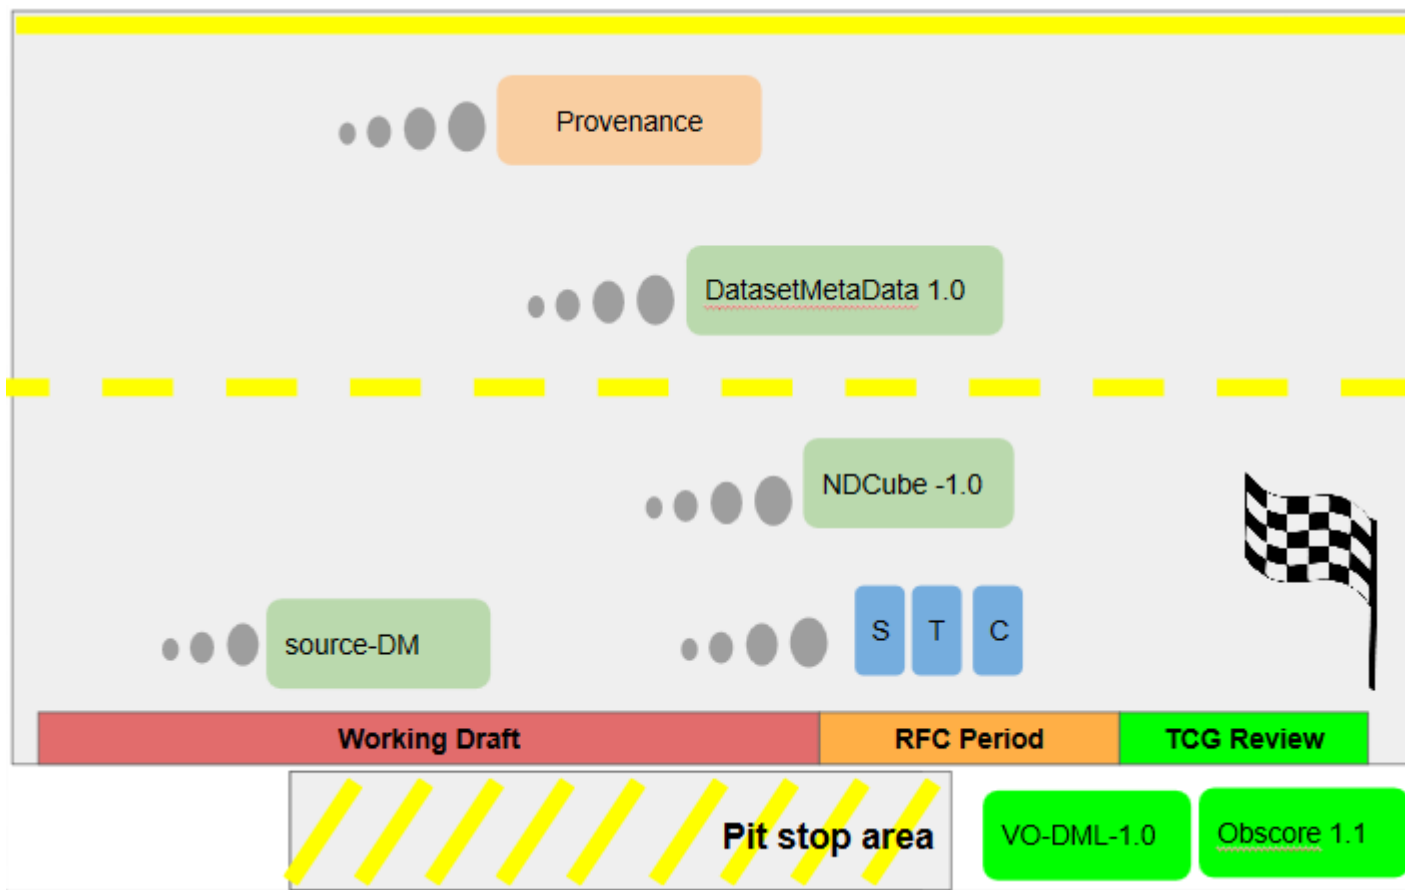 Provenance
DatasetMetaData 1.0
NDCube -1.0
source-DM
S T C
Working Draft RFC Period TCG Review
Pit stop area VO-DML-1.0 Obscore 1.1